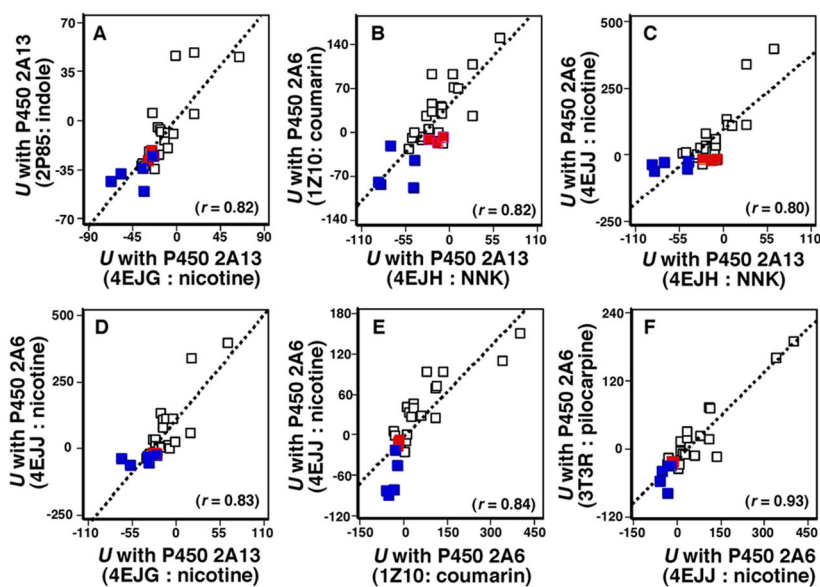 A
U with P450 2A13
(2P85: indole)
70
35
0
-35
-70
-90 -45 0 45 90
(r = 0.82)
U with P450 2A13
(4EJG : nicotine)
B
U with P450 2A6
(1Z10: coumarin)
140
70
0
-70
-140
-110 -55 0 55 110
(r = 0.82)
U with P450 2A13
(4EJH : NNK)
C
U with P450 2A6
(4EJJ : nicotine)
500
250
0
-250
-110 -55 0 55 110
(r = 0.80)
U with P450 2A13
(4EJH : NNK)
D
U with P450 2A6
(4EJJ : nicotine)
500
250
0
-250
-110 -55 0 55 110
(r = 0.83)
U with P450 2A13
(4EJG : nicotine)
E
U with P450 2A6
(4EJJ : nicotine)
180
120
60
0
-60
-120
-150 0 150 300 450
(r = 0.84)
U with P450 2A6
(1Z10: coumarin)
F
U with P450 2A6
(3T3R : pilocarpine)
240
120
0
-120
-150 0 150 300 450
(r = 0.93)
U with P450 2A6
(4EJJ : nicotine)